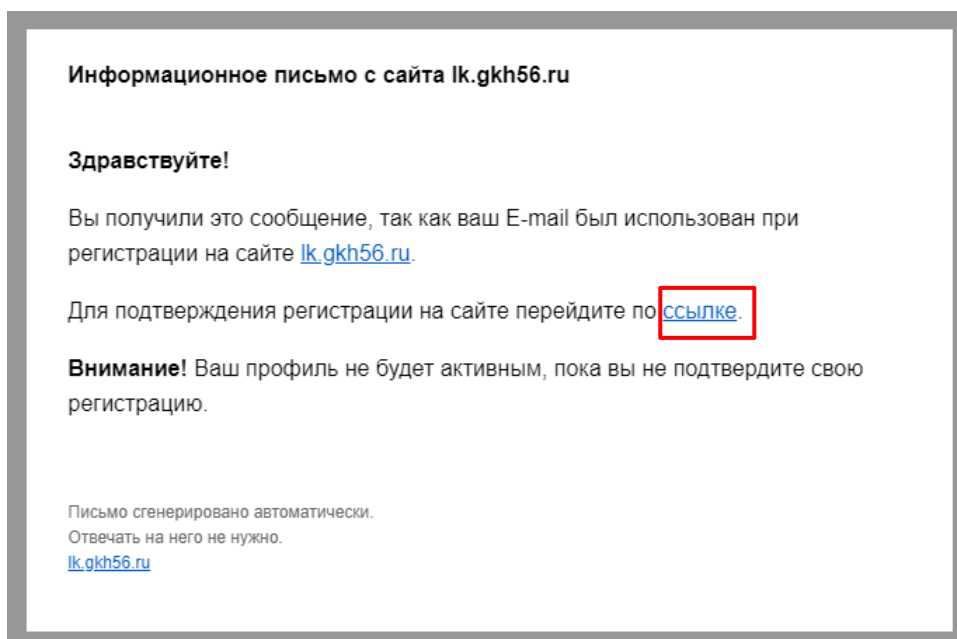 Информационное письмо с сайта lk.gkh56.ru
Здравствуйте!
Вы получили это сообщение, так как ваш E-mail был использован при
регистрации на сайте lk.gkh56.ru.
Для подтверждения регистрации на сайте перейдите по ссылке.
Внимание! Ваш профиль не будет активным, пока вы не подтвердите свою
регистрацию.
Письмо сгенерировано автоматически.
Отвечать на него не нужно.
lk.gkh56.ru